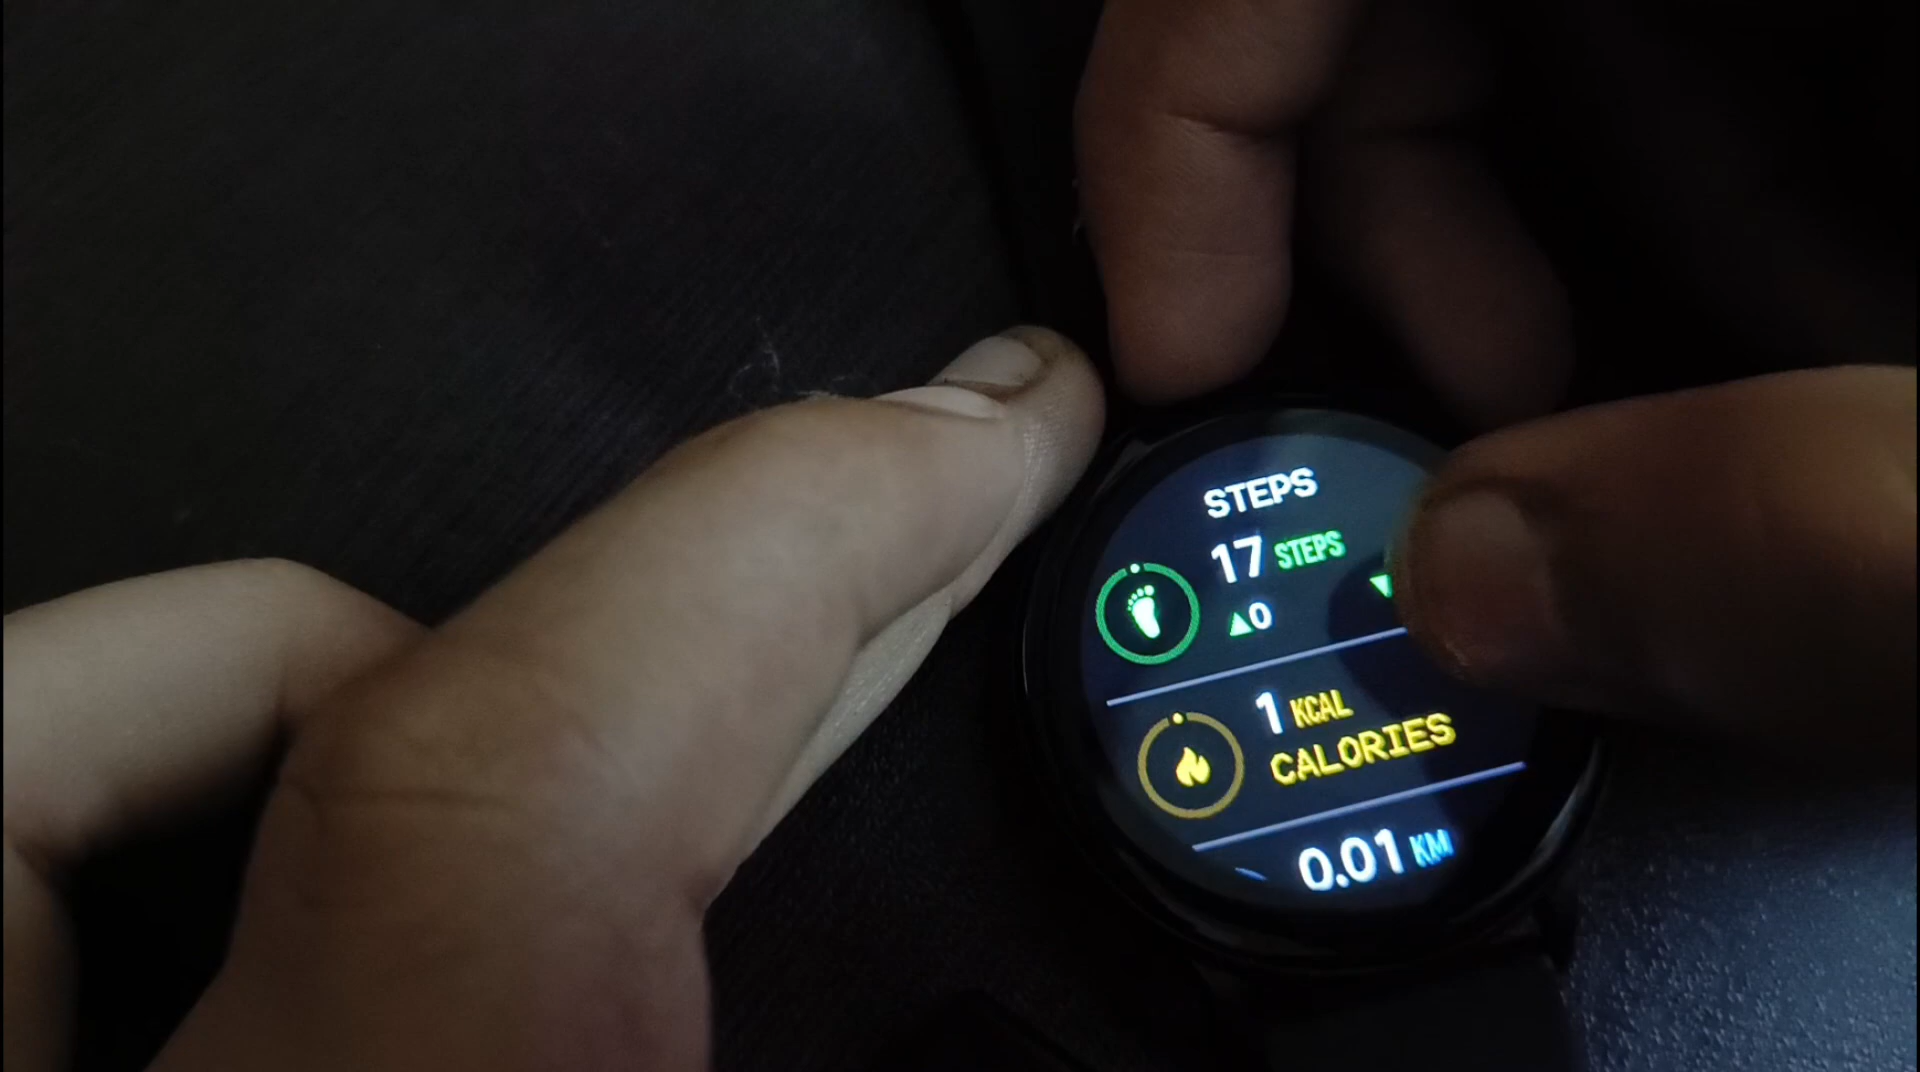 STEPS
17 STEPS
▲0 ▼
1 KCAL
CALORIES
0.01 KM